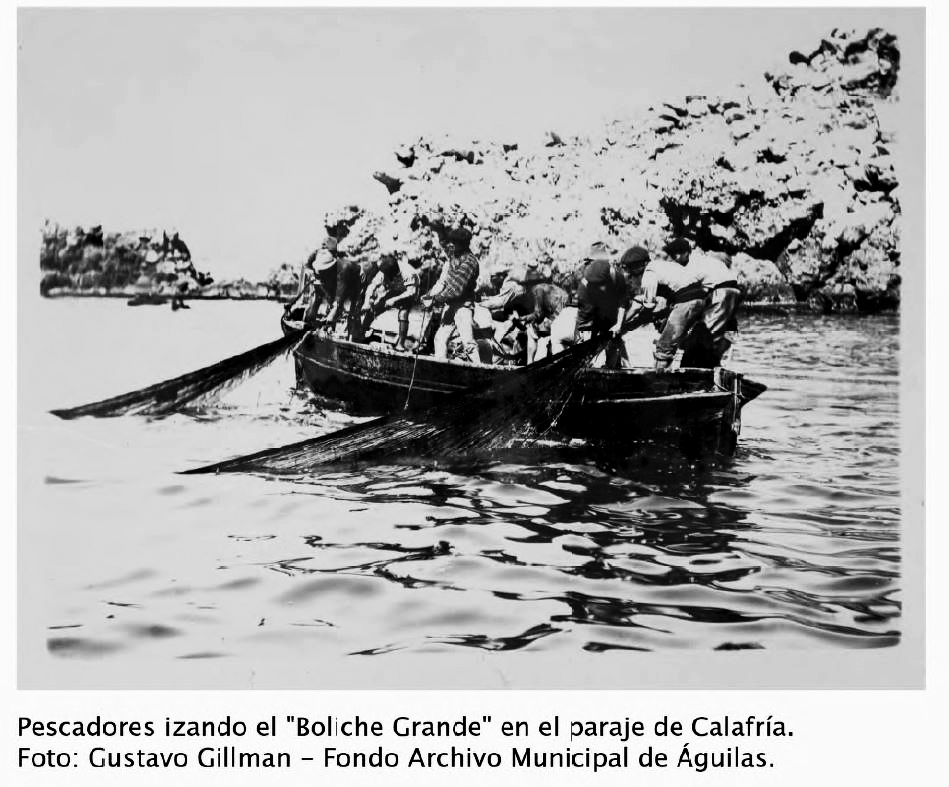 Pescadores izando el "Boliche Grande" en el paraje de Calafría.
Foto: Gustavo Gillman - Fondo Archivo Municipal de Águilas.